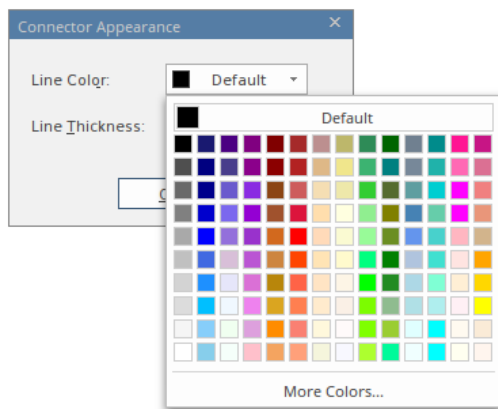 Connector Appearance
Line Color:
Default
Default
Line Thickness:
More Colors...